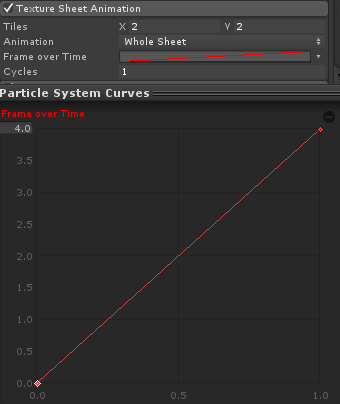 Texture Sheet Animation
Tiles X 2 Y 2
Animation Whole Sheet
Frame over Time
Cycles 1
Particle System Curves
Frame over Time
4.0
3.5
3.0
2.5
2.0
1.5
1.0
0.5
0.0
0.0 0.5 1.0